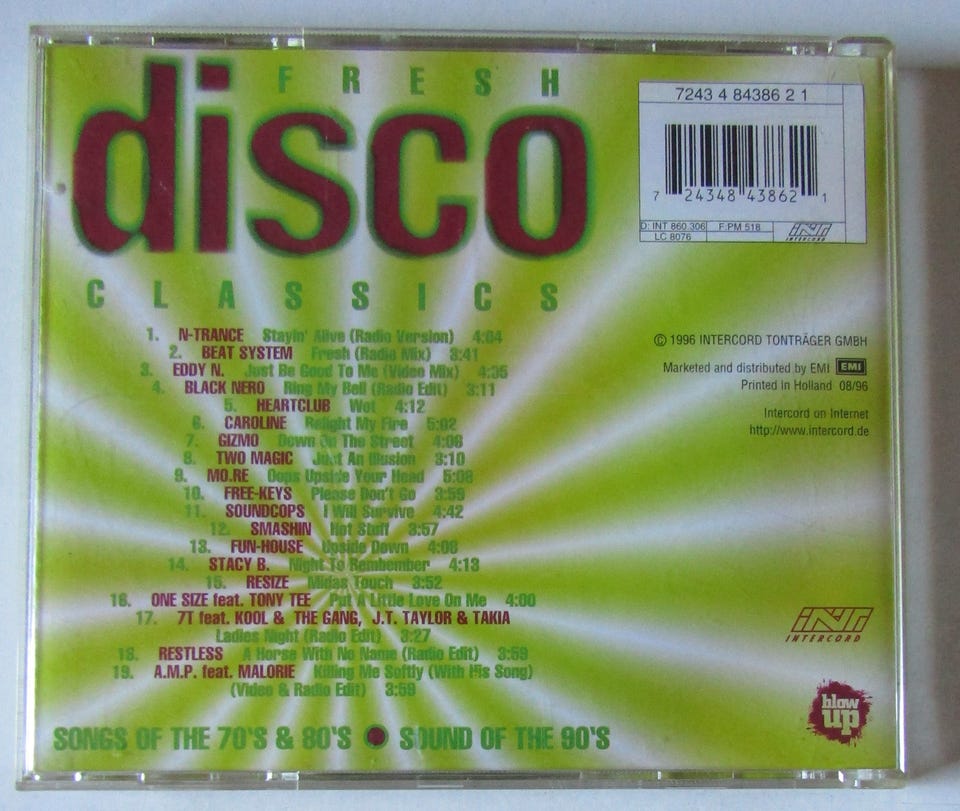 FRESH
disco
CLASSICS
1. N-TRANCE Stayin' Alive (Radio Version) 4:04
2. BEAT SYSTEM Fresh (Radio Mix) 3:41
3. EDDY N. Just Be Good To Me (Video Mix) 4:35
4. BLACK NERO Ring My Bell (Radio Edit) 3:11
5. HEARTCLUB Wot 4:12
6. CAROLINE Relight My Fire 5:02
7. GIZMO Down On The Street 4:06
8. TWO MAGIC Just An Illusion 3:10
9. MO.RE Oops Upside Your Head 5:08
10. FREE-KEYS Please Don't Go 3:59
11. SOUNDCOPS I Will Survive 4:42
12. SMASHIN Hot Stuff 3:57
13. FUN-HOUSE Upside Down 4:08
14. STACY B. Night To Remember 4:13
15. RESIZE Midas Touch 3:52
16. ONE SIZE feat. TONY TEE Put A Little Love On Me 4:00
17. 7T feat. KOOL & THE GANG, J.T. TAYLOR & TAKIA
Ladies Night (Radio Edit) 3:27
18. RESTLESS A Horse With No Name (Radio Edit) 3:59
19. A.M.P. feat. MALORIE Killing Me Softly (With His Song)
(Video & Radio Edit) 3:59
SONGS OF THE 70'S & 80'S ● SOUND OF THE 90'S
7243 4 84386 2 1
7 24348 43862 1
D: INT 860.306 F:PM 518
LC 8076
INT
INTERCORD
© 1996 INTERCORD TONTRÄGER GMBH
Marketed and distributed by EMI EMI
Printed in Holland 08/96
Intercord on Internet
http://www.intercord.de
INT
INTERCORD
blow
up